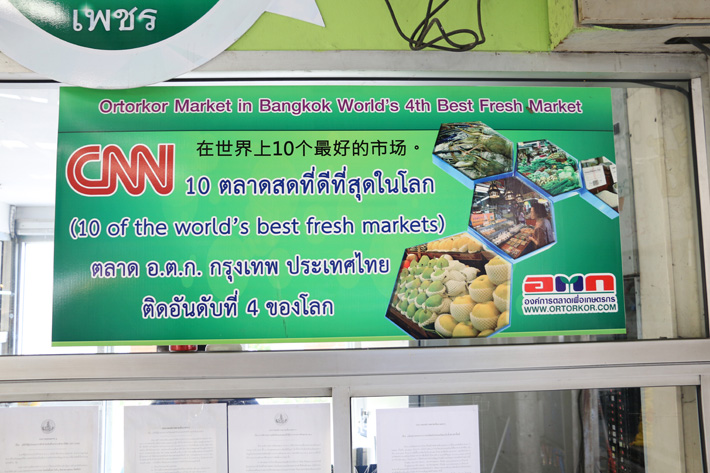 เพชร
Ortorkor Market in Bangkok World's 4th Best Fresh Market
CNN
在世界上10个最好的市场。
10 ตลาดสดที่ดีที่สุดในโลก
(10 of the world's best fresh markets)
ตลาด อ.ต.ก. กรุงเทพ ประเทศไทย
ติดอันดับที่ 4 ของโลก
อตก
องค์การตลาดเพื่อเกษตรกร
WWW.ORTORKOR.COM